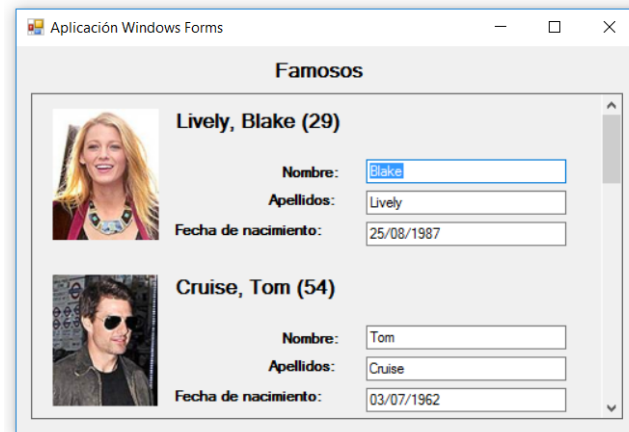 Aplicación Windows Forms
Famosos
Lively, Blake (29)
Nombre: Blake
Apellidos: Lively
Fecha de nacimiento: 25/08/1987
Cruise, Tom (54)
Nombre: Tom
Apellidos: Cruise
Fecha de nacimiento: 03/07/1962